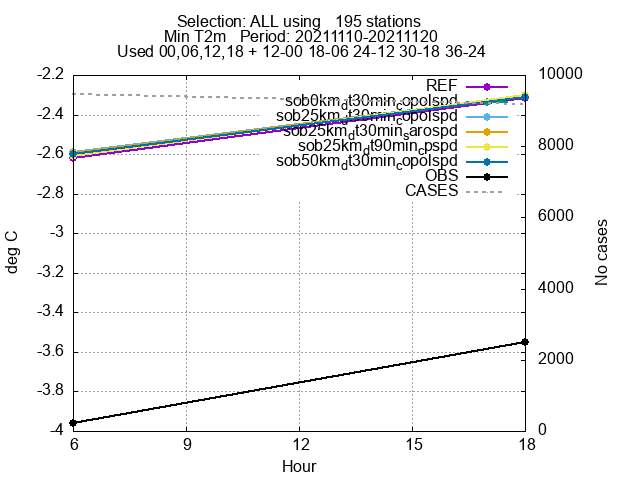 Selection: ALL using   195 stations
Min T2m   Period: 20211110-20211120
Used 00,06,12,18 + 12-00 18-06 24-12 30-18 36-24
-2.2
-2.4
-2.6
-2.8
-3
-3.2
-3.4
-3.6
-3.8
-4
deg C
REF
sob0km_dt30min_copolspd
sob25km_dt30min_copolspd
sob25km_dt30min_sarospd
sob25km_dt90min_cpspd
sob50km_dt30min_copolspd
OBS
CASES
10000
8000
6000
4000
2000
0
No cases
6
9
12
15
18
Hour